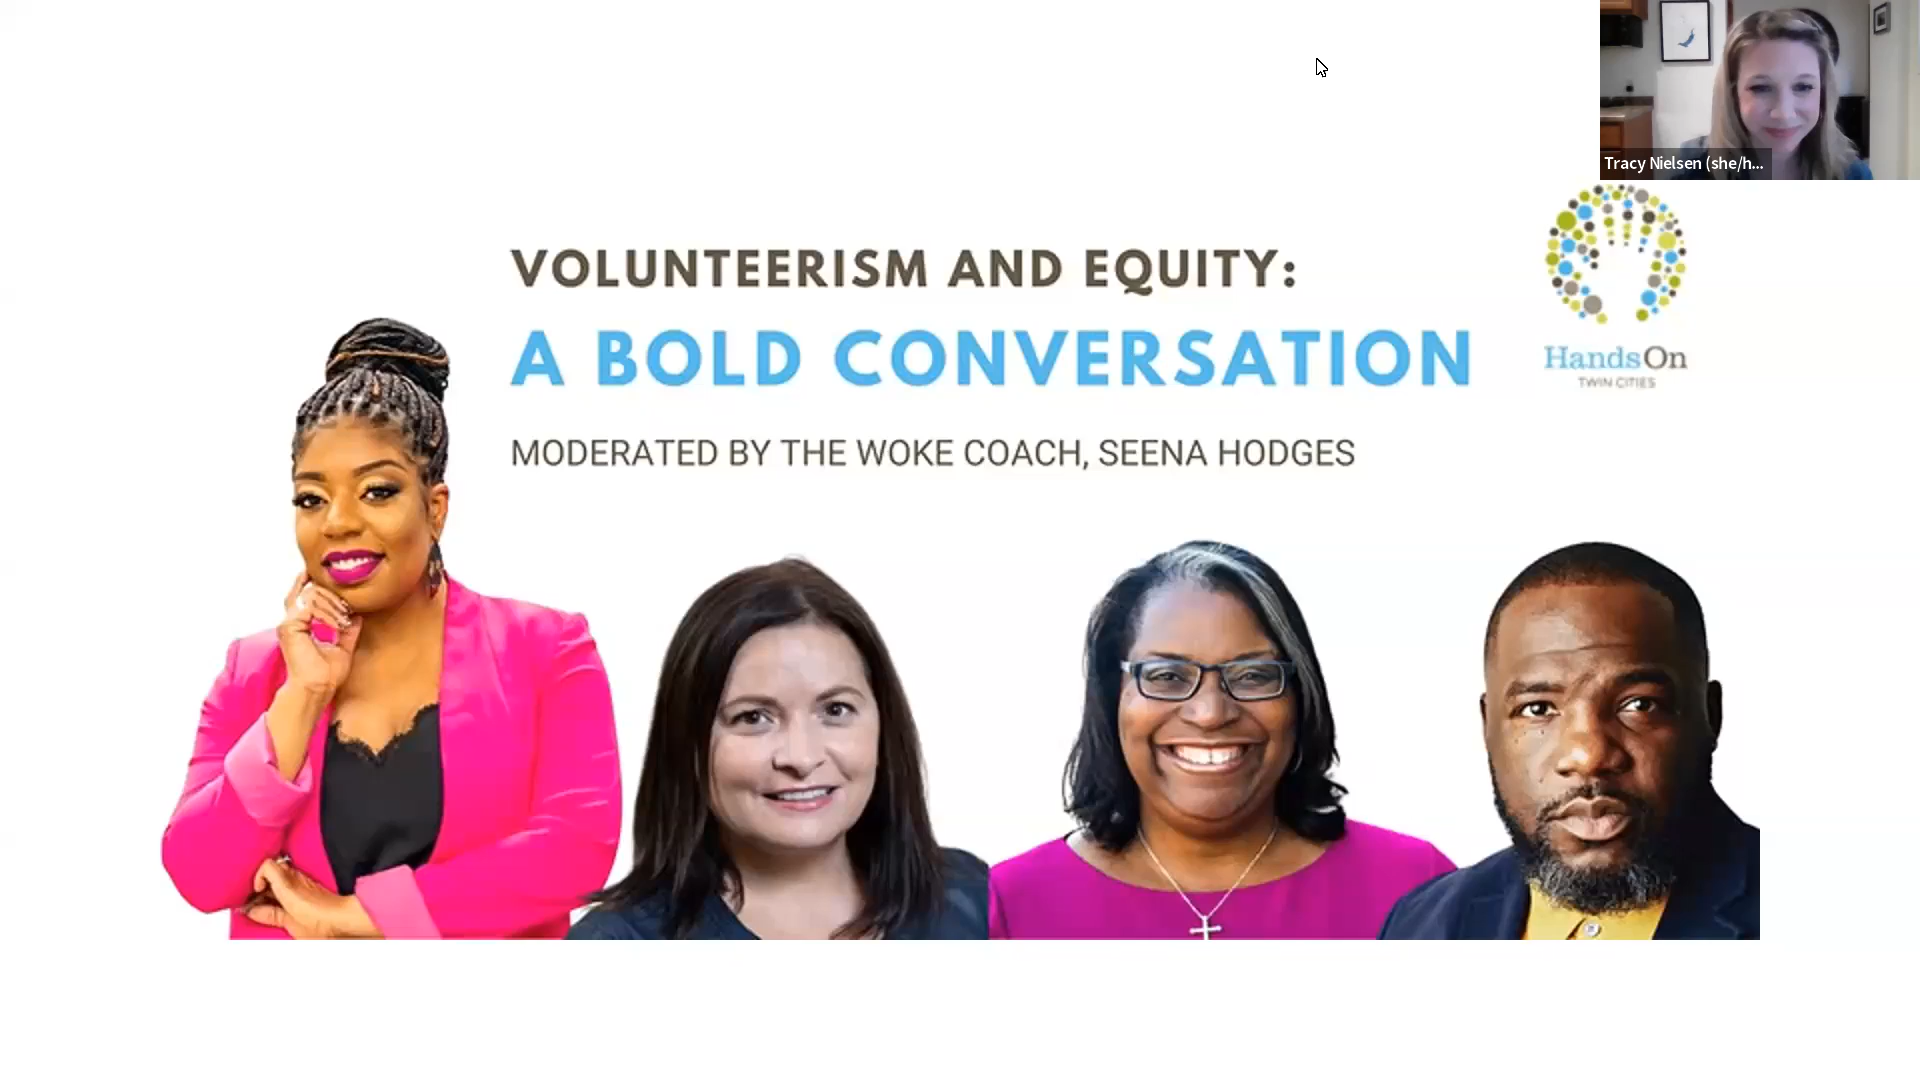 Tracy Nielsen (she/h...
VOLUNTEERISM AND EQUITY:
A BOLD CONVERSATION
MODERATED BY THE WOKE COACH, SEENA HODGES
HandsOn
TWIN CITIES